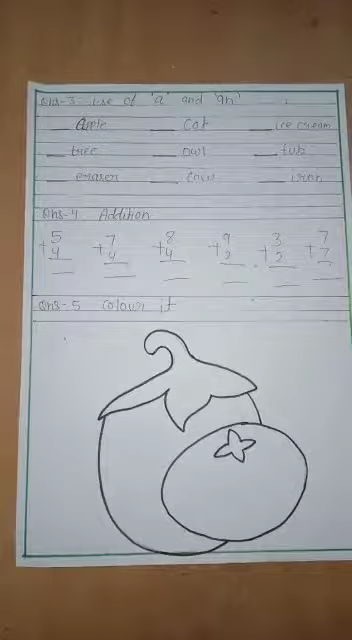 Qns-3 use of 'a' and 'an'
___ Apple ___ Cat ___ ice cream
___ tree ___ owl ___ tub
___ eraser ___ Cow ___ iron
Qns-4 Addition
5 7 8 9 3 7
+4 +4 +4 +2 +2 +7
Qns-5 Colour it